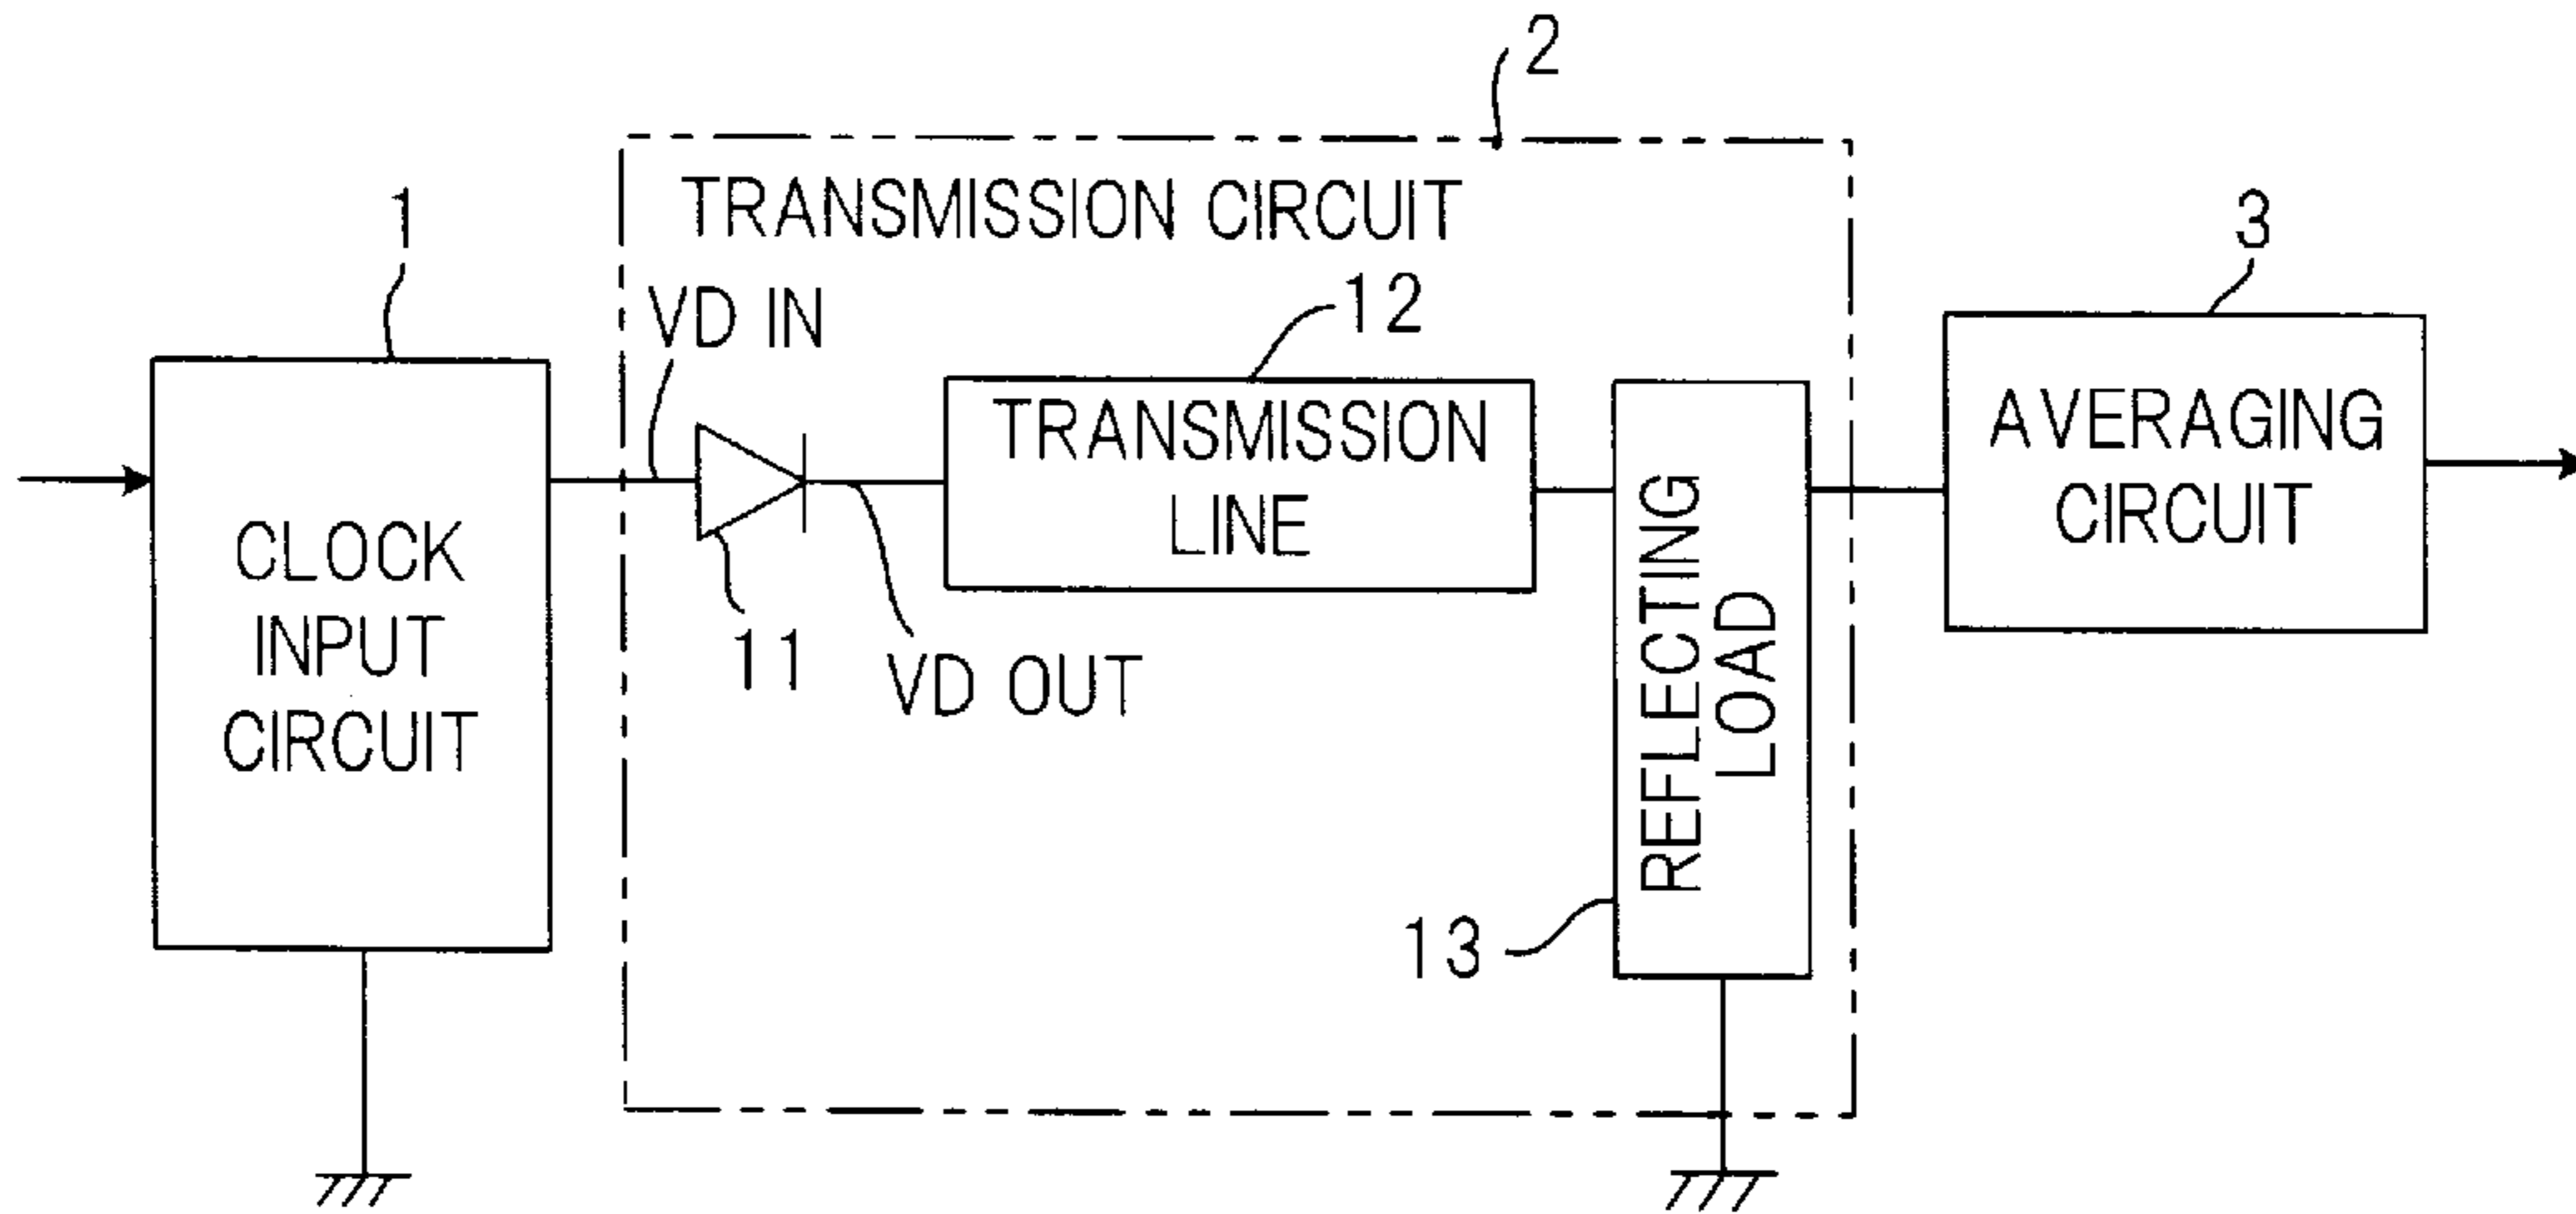 2
TRANSMISSION CIRCUIT
1
3
VD IN
12
CLOCK
INPUT
CIRCUIT
TRANSMISSION
LINE
AVERAGING
CIRCUIT
11
VD OUT
REFLECTING
LOAD
13